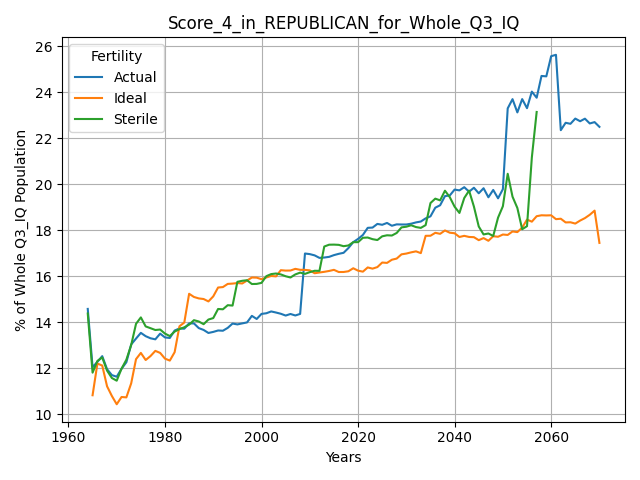 Score_4_in_REPUBLICAN_for_Whole_Q3_IQ
% of Whole Q3_IQ Population
26
24
22
20
18
16
14
12
10
Fertility
Actual
Ideal
Sterile
1960
1980
2000
2020
2040
2060
Years